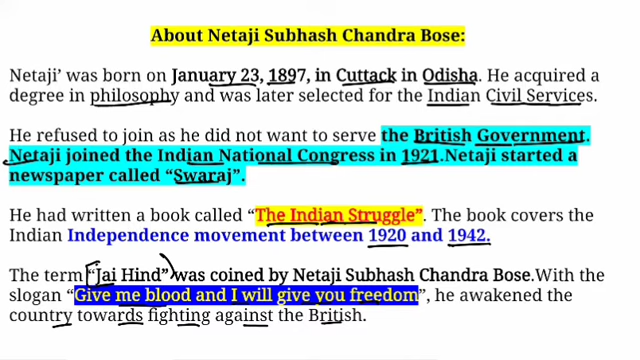 About Netaji Subhash Chandra Bose:
Netaji' was born on January 23, 1897, in Cuttack in Odisha. He acquired a
degree in philosophy and was later selected for the Indian Civil Services.
He refused to join as he did not want to serve the British Government.
Netaji joined the Indian National Congress in 1921.Netaji started a
newspaper called “Swaraj”.
He had written a book called “The Indian Struggle”. The book covers the
Indian Independence movement between 1920 and 1942.
The term “Jai Hind” was coined by Netaji Subhash Chandra Bose.With the
slogan “Give me blood and I will give you freedom”, he awakened the
country towards fighting against the British.